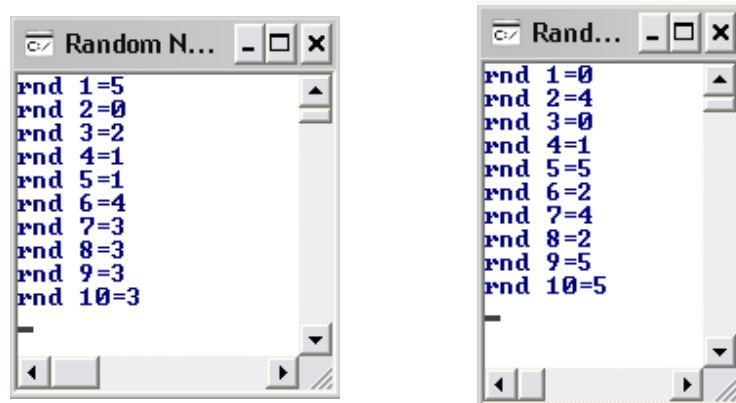 Random N...
rnd 1=5
rnd 2=0
rnd 3=2
rnd 4=1
rnd 5=1
rnd 6=4
rnd 7=3
rnd 8=3
rnd 9=3
rnd 10=3
Rand...
rnd 1=0
rnd 2=4
rnd 3=0
rnd 4=1
rnd 5=5
rnd 6=2
rnd 7=4
rnd 8=2
rnd 9=5
rnd 10=5